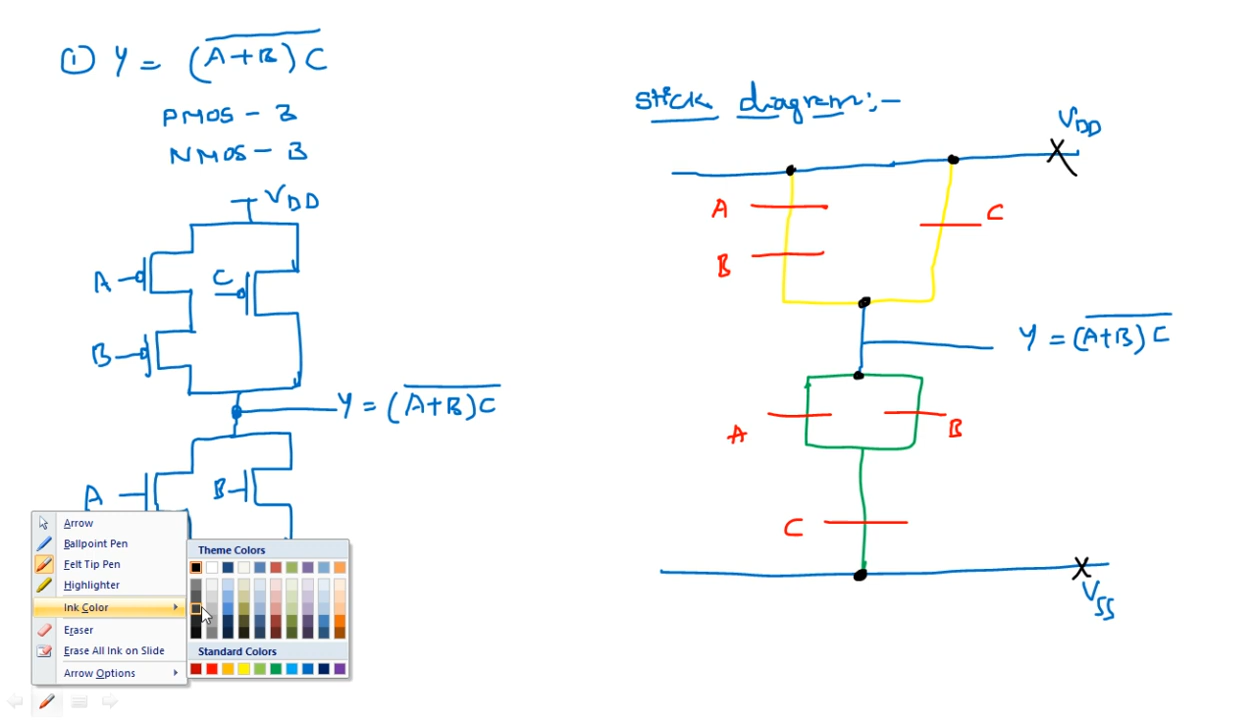 ① Y = (A+B) C
PMOS - 3
NMOS - 3
VDD
A
C
B
Y = (A+B) C
A
B
Stick diagram:-
VDD
A
C
B
Y = (A+B) C
A
B
C
VSS
Arrow
Ballpoint Pen
Felt Tip Pen
Highlighter
Ink Color
Eraser
Erase All Ink on Slide
Arrow Options
Theme Colors
Standard Colors